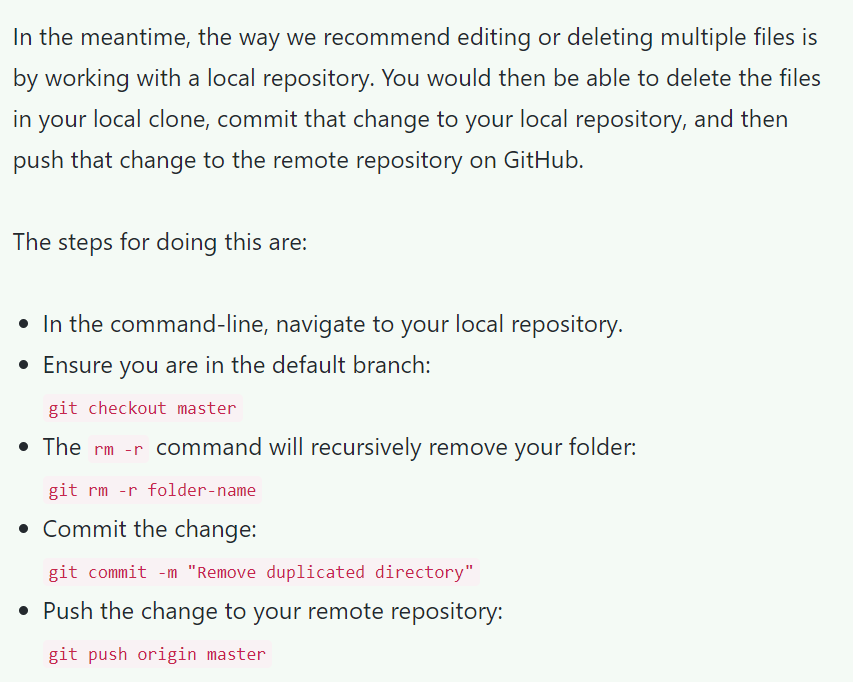 In the meantime, the way we recommend editing or deleting multiple files is
by working with a local repository. You would then be able to delete the files
in your local clone, commit that change to your local repository, and then
push that change to the remote repository on GitHub.
The steps for doing this are:
• In the command-line, navigate to your local repository.
• Ensure you are in the default branch:
git checkout master
• The rm -r command will recursively remove your folder:
git rm -r folder-name
• Commit the change:
git commit -m "Remove duplicated directory"
• Push the change to your remote repository:
git push origin master